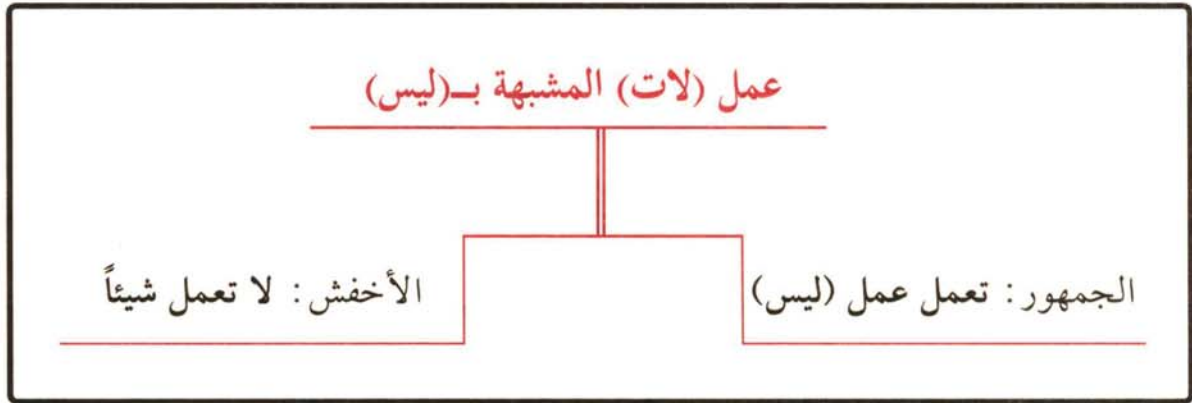 عمل (لات) المشبهة بـ(ليس)
الجمهور: تعمل عمل (ليس)
الأخفش: لا تعمل شيئاً